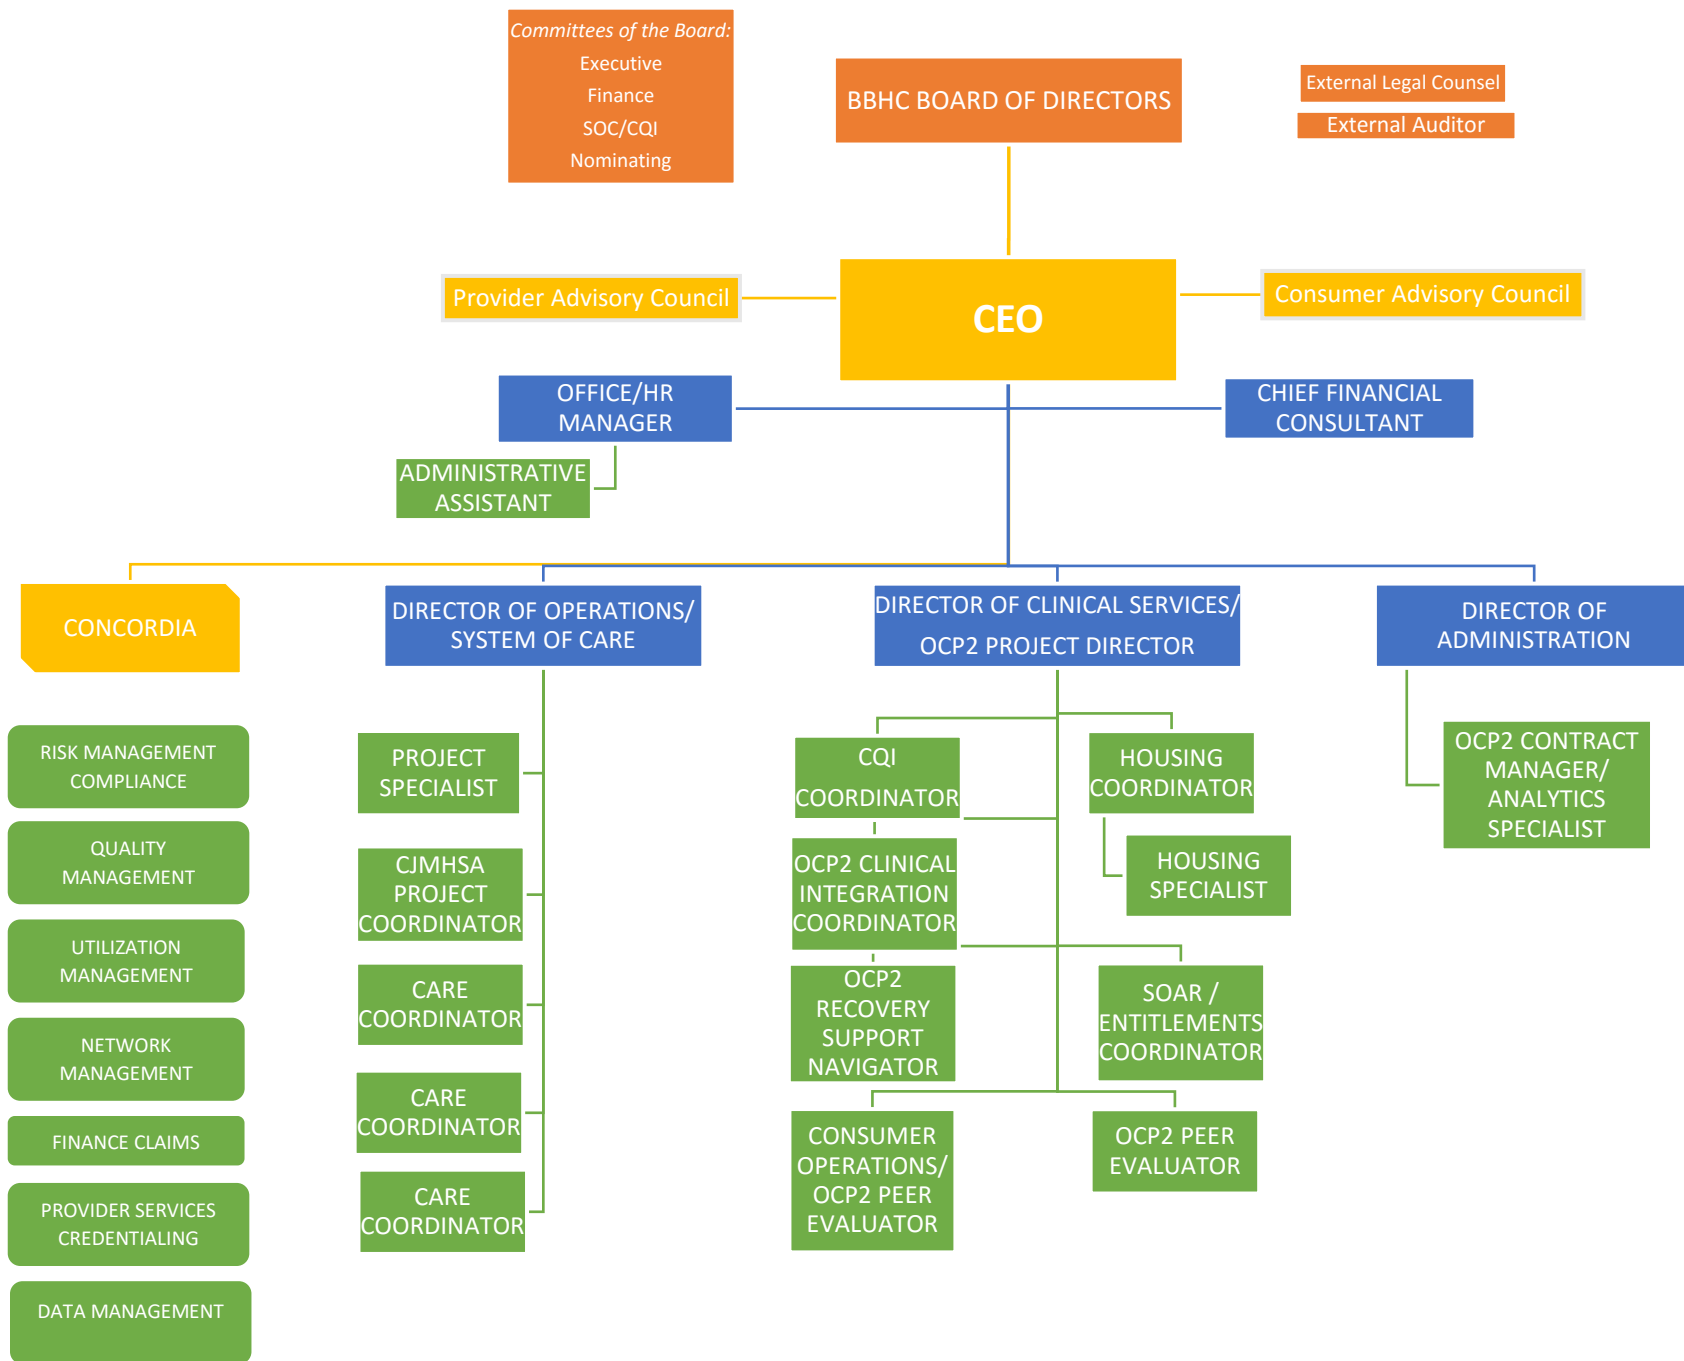 Committees of the Board:
Executive
Finance
SOC/CQI
Nominating
BBHC BOARD OF DIRECTORS
External Legal Counsel
External Auditor
Provider Advisory Council
CEO
Consumer Advisory Council
OFFICE/HR
MANAGER
CHIEF FINANCIAL
CONSULTANT
ADMINISTRATIVE
ASSISTANT
CONCORDIA
DIRECTOR OF OPERATIONS/
SYSTEM OF CARE
DIRECTOR OF CLINICAL SERVICES/
OCP2 PROJECT DIRECTOR
DIRECTOR OF
ADMINISTRATION
RISK MANAGEMENT
COMPLIANCE
QUALITY
MANAGEMENT
UTILIZATION
MANAGEMENT
NETWORK
MANAGEMENT
FINANCE CLAIMS
PROVIDER SERVICES
CREDENTIALING
DATA MANAGEMENT
PROJECT
SPECIALIST
CJMHSA
PROJECT
COORDINATOR
CARE
COORDINATOR
CARE
COORDINATOR
CARE
COORDINATOR
CQI
COORDINATOR
OCP2 CLINICAL
INTEGRATION
COORDINATOR
OCP2
RECOVERY
SUPPORT
NAVIGATOR
CONSUMER
OPERATIONS/
OCP2 PEER
EVALUATOR
HOUSING
COORDINATOR
HOUSING
SPECIALIST
SOAR /
ENTITLEMENTS
COORDINATOR
OCP2 PEER
EVALUATOR
OCP2 CONTRACT
MANAGER/
ANALYTICS
SPECIALIST